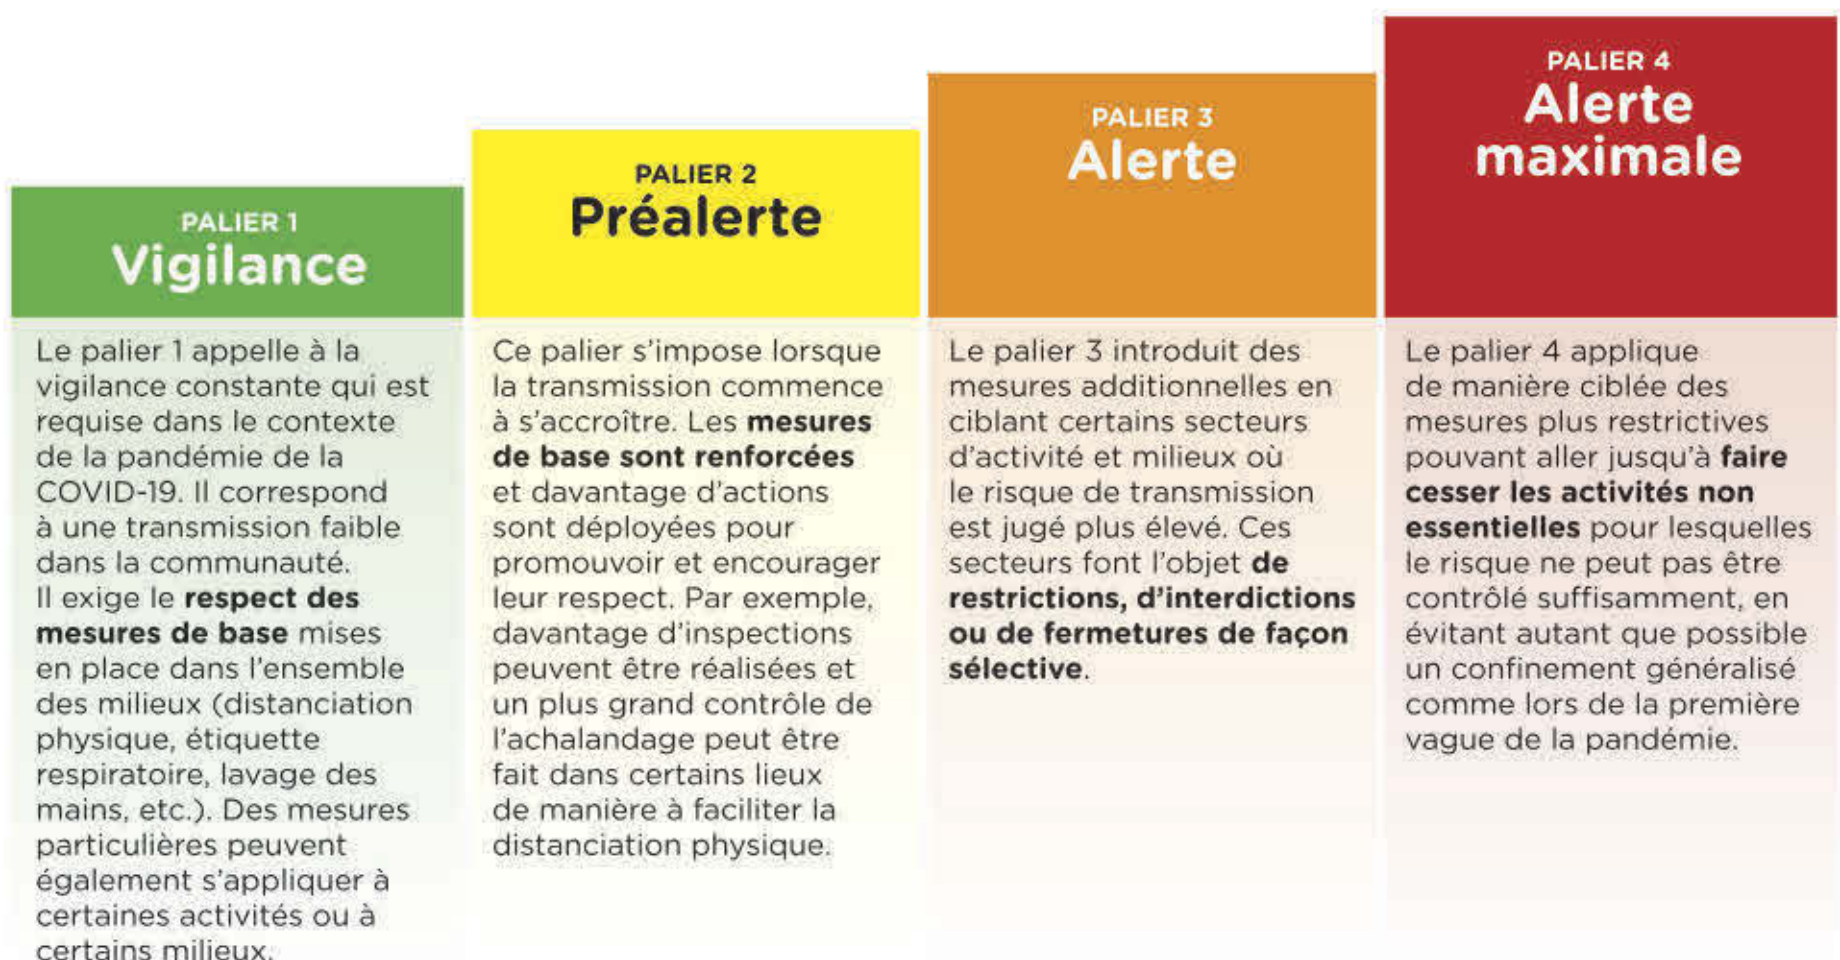 PALIER 1
Vigilance
Le palier 1 appelle à la
vigilance constante qui est
requise dans le contexte
de la pandémie de la
COVID-19. Il correspond
à une transmission faible
dans la communauté.
Il exige le respect des
mesures de base mises
en place dans l'ensemble
des milieux (distanciation
physique, étiquette
respiratoire, lavage des
mains, etc.). Des mesures
particulières peuvent
également s'appliquer à
certaines activités ou à
certains milieux.
PALIER 2
Préalerte
Ce palier s'impose lorsque
la transmission commence
à s'accroître. Les mesures
de base sont renforcées
et davantage d'actions
sont déployées pour
promouvoir et encourager
leur respect. Par exemple,
davantage d'inspections
peuvent être réalisées et
un plus grand contrôle de
l'achalandage peut être
fait dans certains lieux
de manière à faciliter la
distanciation physique.
PALIER 3
Alerte
Le palier 3 introduit des
mesures additionnelles en
ciblant certains secteurs
d'activité et milieux où
le risque de transmission
est jugé plus élevé. Ces
secteurs font l'objet de
restrictions, d'interdictions
ou de fermetures de façon
sélective.
PALIER 4
Alerte
maximale
Le palier 4 applique
de manière ciblée des
mesures plus restrictives
pouvant aller jusqu'à faire
cesser les activités non
essentielles pour lesquelles
le risque ne peut pas être
contrôlé suffisamment, en
évitant autant que possible
un confinement généralisé
comme lors de la première
vague de la pandémie.